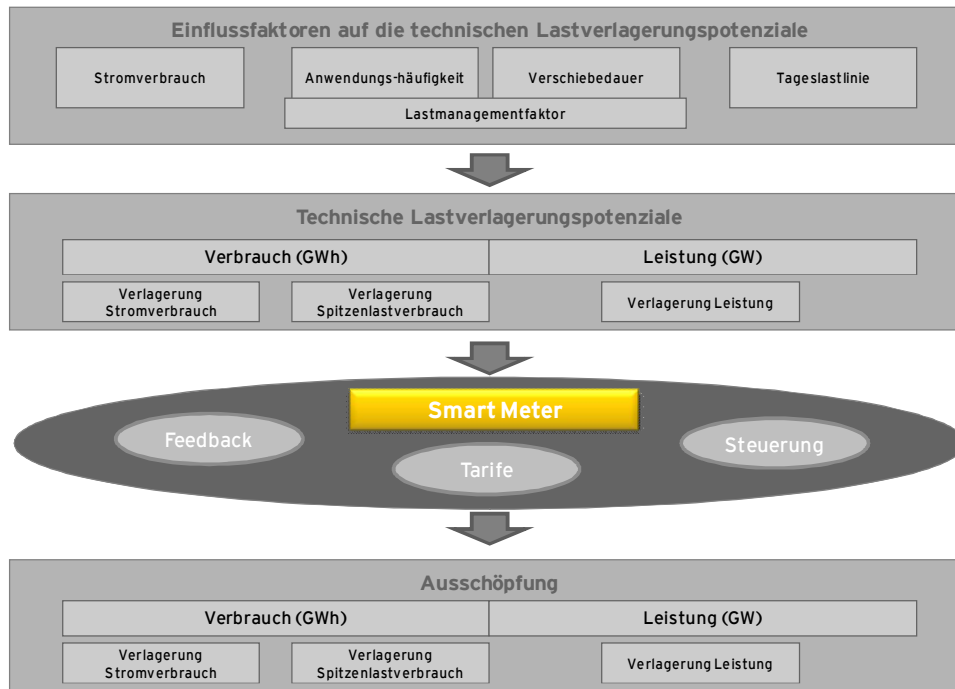 Einflussfaktoren auf die technischen Lastverlagerungspotenziale
Stromverbrauch
Anwendungs-häufigkeit
Verschiebedauer
Tageslastlinie
Lastmanagementfaktor
Technische Lastverlagerungspotenziale
Verbrauch (GWh)
Leistung (GW)
Verlagerung
Stromverbrauch
Verlagerung
Spitzenlastverbrauch
Verlagerung Leistung
Smart Meter
Feedback
Tarife
Steuerung
Ausschöpfung
Verbrauch (GWh)
Leistung (GW)
Verlagerung
Stromverbrauch
Verlagerung
Spitzenlastverbrauch
Verlagerung Leistung